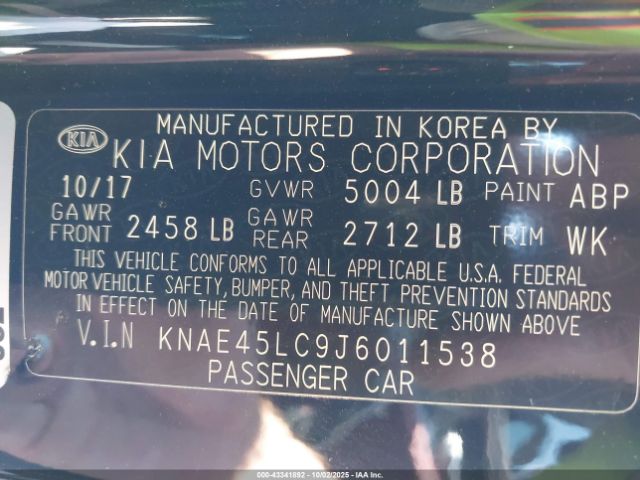 MANUFACTURED IN KOREA BY
KIA KIA MOTORS CORPORATION
10/17 GVWR 5004 LB PAINT ABP
GAWR FRONT 2458 LB GAWR REAR 2712 LB TRIM WK
THIS VEHICLE CONFORMS TO ALL APPLICABLE U.S.A. FEDERAL
MOTOR VEHICLE SAFETY, BUMPER, AND THEFT PREVENTION STANDARDS
IN EFFECT ON THE DATE OF MANUFACTURE SHOWN ABOVE
V.I.N KNAE45LC9J6011538
PASSENGER CAR
000-43341892 - 10/02/2025 - IAA Inc.